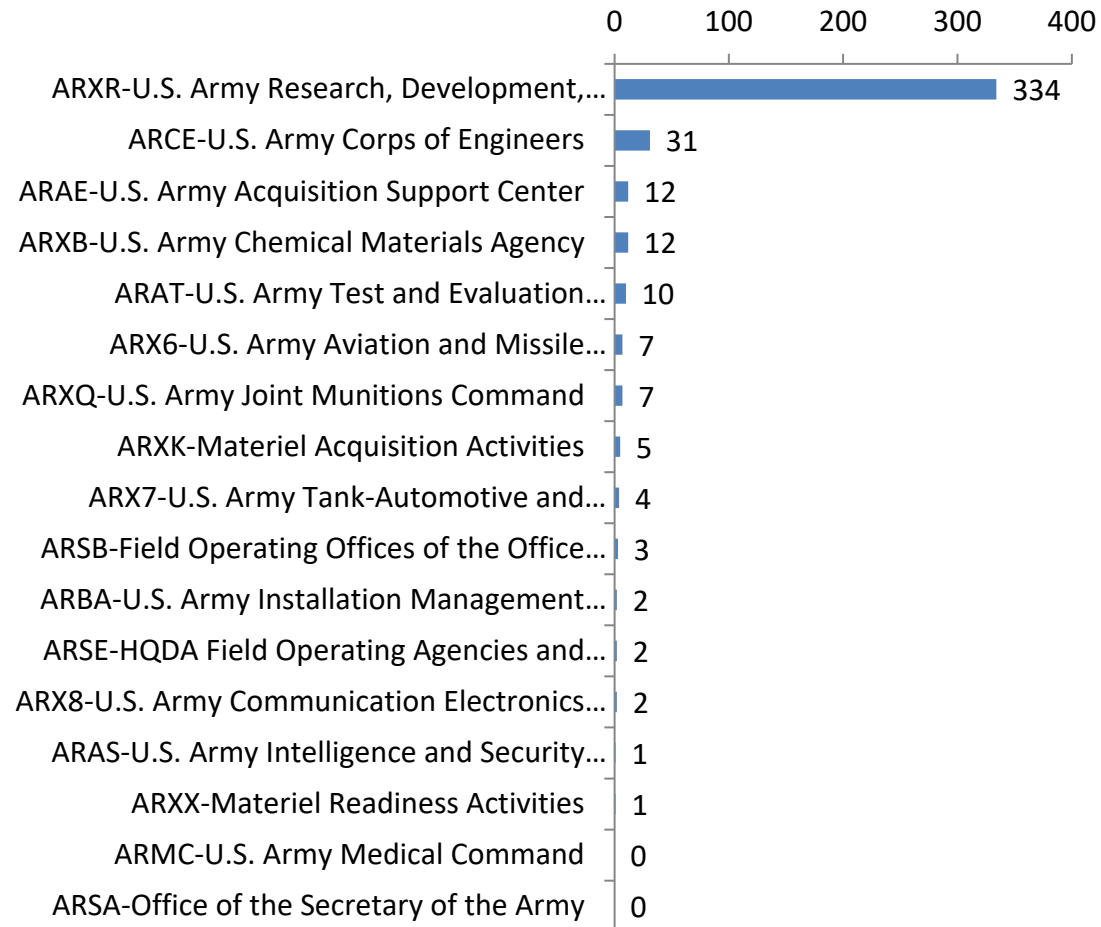 0 100 200 300 400
ARXR-U.S. Army Research, Development,... 334
ARCE-U.S. Army Corps of Engineers 31
ARAE-U.S. Army Acquisition Support Center 12
ARXB-U.S. Army Chemical Materials Agency 12
ARAT-U.S. Army Test and Evaluation... 10
ARX6-U.S. Army Aviation and Missile... 7
ARXQ-U.S. Army Joint Munitions Command 7
ARXK-Materiel Acquisition Activities 5
ARX7-U.S. Army Tank-Automotive and... 4
ARSB-Field Operating Offices of the Office... 3
ARBA-U.S. Army Installation Management... 2
ARSE-HQDA Field Operating Agencies and... 2
ARX8-U.S. Army Communication Electronics... 2
ARAS-U.S. Army Intelligence and Security... 1
ARXX-Materiel Readiness Activities 1
ARMC-U.S. Army Medical Command 0
ARSA-Office of the Secretary of the Army 0